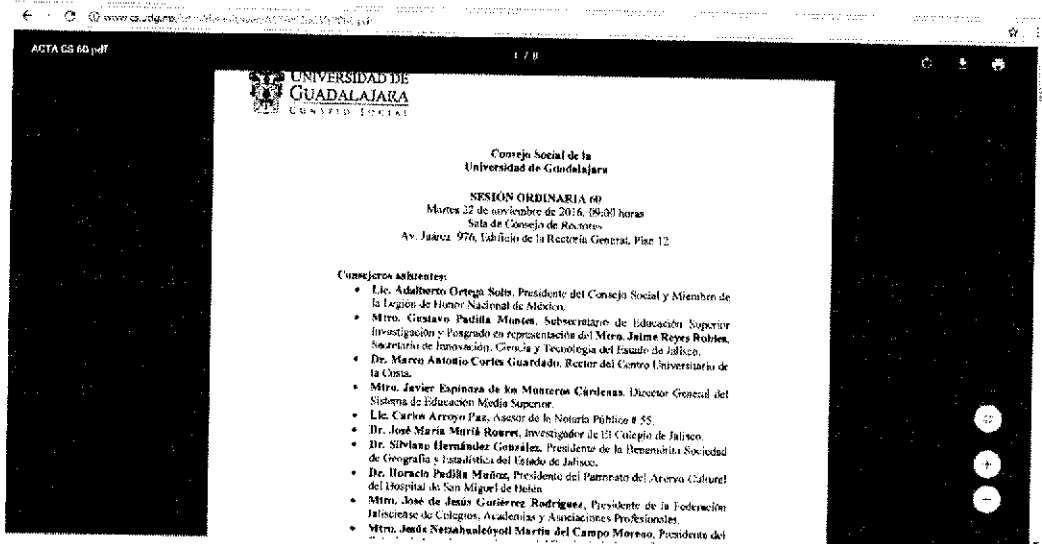 www.cs.udg.mx
ACTA CS 60.pdf
1 / 8
UNIVERSIDAD DE
GUADALAJARA
CONSEJO SOCIAL
Consejo Social de la
Universidad de Guadalajara
SESIÓN ORDINARIA 60
Martes 22 de noviembre de 2016, 09:00 horas
Sala de Consejo de Rectores
Av. Juárez 976, Edificio de la Rectoría General, Piso 12
Consejeros asistentes:
• Lic. Adalberto Ortega Solís, Presidente del Consejo Social y Miembro de
la Legión de Honor Nacional de México.
• Mtro. Gustavo Padilla Montes, Subsecretario de Educación Superior
Investigación y Posgrado en representación del Mtro. Jaime Reyes Robles,
Secretario de Innovación, Ciencia y Tecnología del Estado de Jalisco.
• Dr. Marco Antonio Cortés Guardado, Rector del Centro Universitario de
la Costa.
• Mtro. Javier Espinoza de los Monteros Cárdenas, Director General del
Sistema de Educación Media Superior.
• Lic. Carlos Arroyo Paz, Asesor de la Notaría Pública # 55.
• Dr. José María Muriá Rouret, Investigador de El Colegio de Jalisco.
• Dr. Silviano Hernández González, Presidente de la Benemérita Sociedad
de Geografía y Estadística del Estado de Jalisco.
• Dr. Horacio Padilla Muñoz, Presidente del Patronato del Acervo Cultural
del Hospital de San Miguel de Belén
• Mtro. José de Jesús Gutiérrez Rodríguez, Presidente de la Federación
Jalisciense de Colegios, Academias y Asociaciones Profesionales.
• Mtro. Jesús Netzahualcóyotl Martín del Campo Moreno, Presidente del